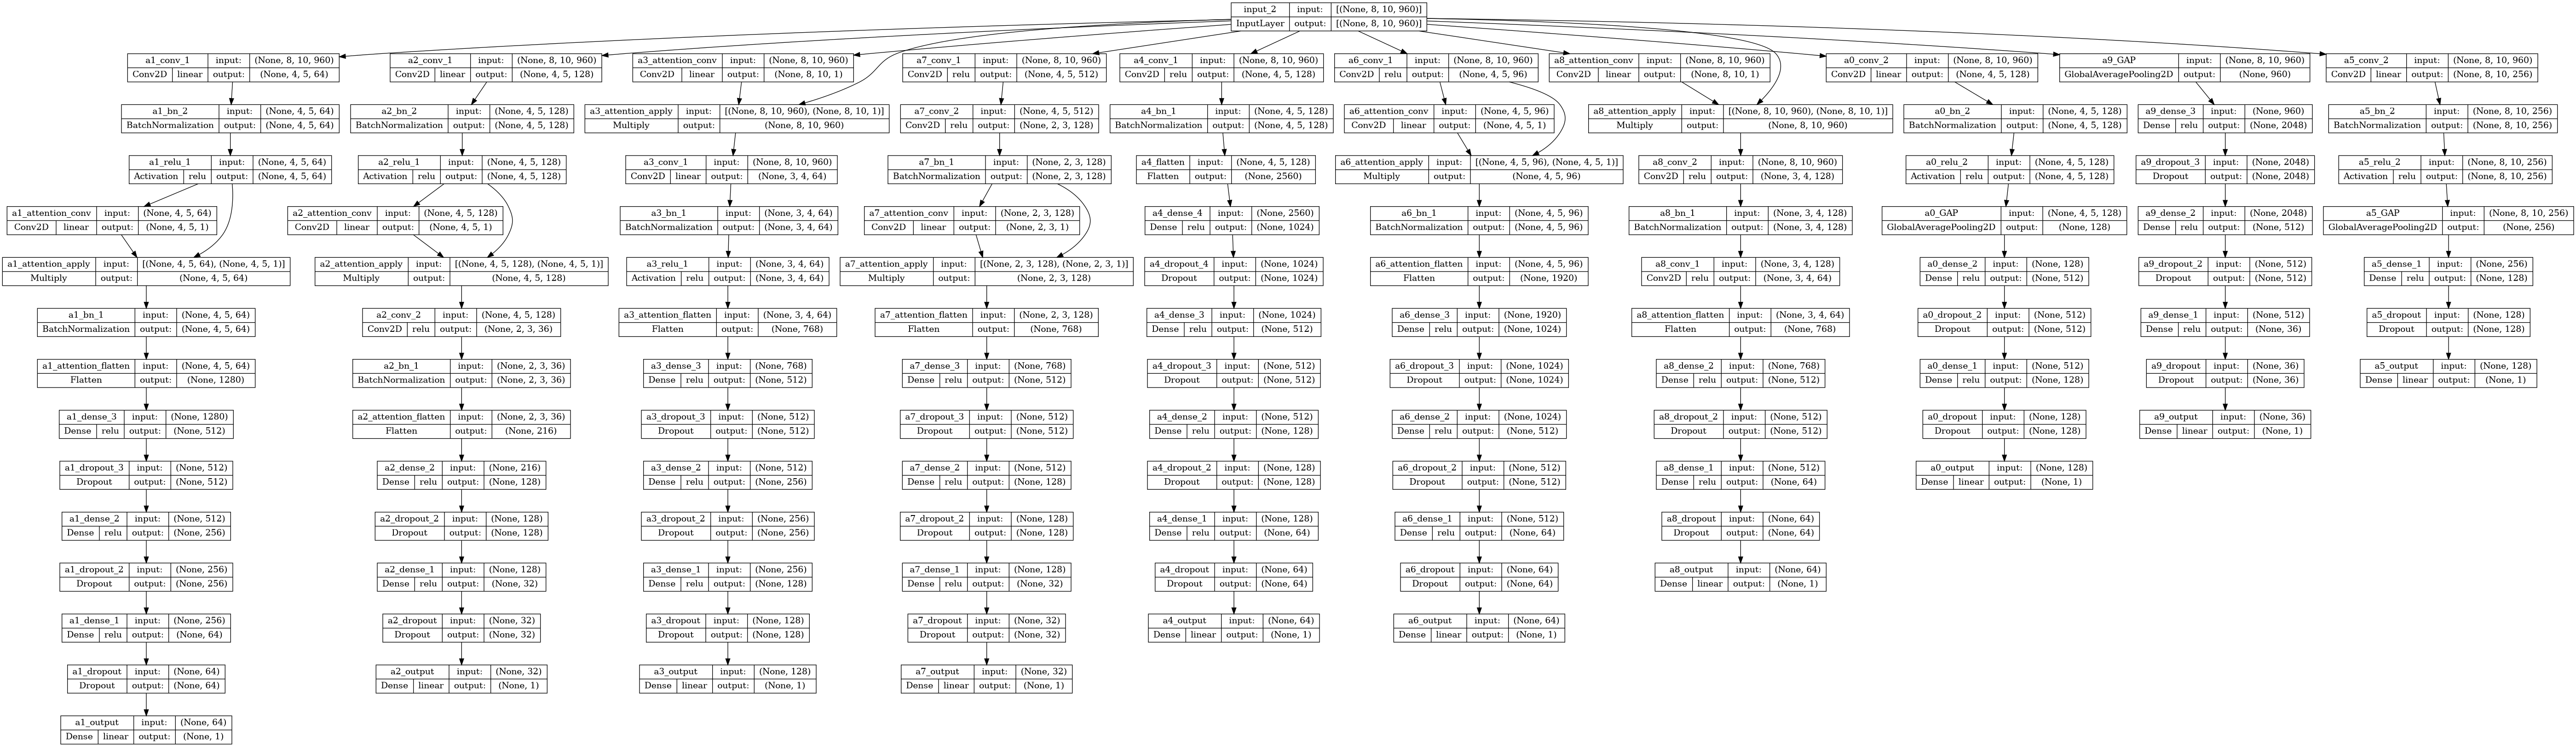 input_2 input: [(None, 8, 10, 960)]
InputLayer output: [(None, 8, 10, 960)]
a1_conv_1 input: (None, 8, 10, 960)
Conv2D linear output: (None, 4, 5, 64)
a1_bn_2 input: (None, 4, 5, 64)
BatchNormalization output: (None, 4, 5, 64)
a1_relu_1 input: (None, 4, 5, 64)
Activation relu output: (None, 4, 5, 64)
a1_attention_conv input: (None, 4, 5, 64)
Conv2D linear output: (None, 4, 5, 1)
a1_attention_apply input: [(None, 4, 5, 64), (None, 4, 5, 1)]
Multiply output: (None, 4, 5, 64)
a1_bn_1 input: (None, 4, 5, 64)
BatchNormalization output: (None, 4, 5, 64)
a1_attention_flatten input: (None, 4, 5, 64)
Flatten output: (None, 1280)
a1_dense_3 input: (None, 1280)
Dense relu output: (None, 512)
a1_dropout_3 input: (None, 512)
Dropout output: (None, 512)
a1_dense_2 input: (None, 512)
Dense relu output: (None, 256)
a1_dropout_2 input: (None, 256)
Dropout output: (None, 256)
a1_dense_1 input: (None, 256)
Dense relu output: (None, 64)
a1_dropout input: (None, 64)
Dropout output: (None, 64)
a1_output input: (None, 64)
Dense linear output: (None, 1)
a2_conv_1 input: (None, 8, 10, 960)
Conv2D linear output: (None, 4, 5, 128)
a2_bn_2 input: (None, 4, 5, 128)
BatchNormalization output: (None, 4, 5, 128)
a2_relu_1 input: (None, 4, 5, 128)
Activation relu output: (None, 4, 5, 128)
a2_attention_conv input: (None, 4, 5, 128)
Conv2D linear output: (None, 4, 5, 1)
a2_attention_apply input: [(None, 4, 5, 128), (None, 4, 5, 1)]
Multiply output: (None, 4, 5, 128)
a2_conv_2 input: (None, 4, 5, 128)
Conv2D relu output: (None, 2, 3, 36)
a2_bn_1 input: (None, 2, 3, 36)
BatchNormalization output: (None, 2, 3, 36)
a2_attention_flatten input: (None, 2, 3, 36)
Flatten output: (None, 216)
a2_dense_2 input: (None, 216)
Dense relu output: (None, 128)
a2_dropout_2 input: (None, 128)
Dropout output: (None, 128)
a2_dense_1 input: (None, 128)
Dense relu output: (None, 32)
a2_dropout input: (None, 32)
Dropout output: (None, 32)
a2_output input: (None, 32)
Dense linear output: (None, 1)
a3_attention_conv input: (None, 8, 10, 960)
Conv2D linear output: (None, 8, 10, 1)
a3_attention_apply input: [(None, 8, 10, 960), (None, 8, 10, 1)]
Multiply output: (None, 8, 10, 960)
a3_conv_1 input: (None, 8, 10, 960)
Conv2D linear output: (None, 3, 4, 64)
a3_bn_1 input: (None, 3, 4, 64)
BatchNormalization output: (None, 3, 4, 64)
a3_relu_1 input: (None, 3, 4, 64)
Activation relu output: (None, 3, 4, 64)
a3_attention_flatten input: (None, 3, 4, 64)
Flatten output: (None, 768)
a3_dense_3 input: (None, 768)
Dense relu output: (None, 512)
a3_dropout_3 input: (None, 512)
Dropout output: (None, 512)
a3_dense_2 input: (None, 512)
Dense relu output: (None, 256)
a3_dropout_2 input: (None, 256)
Dropout output: (None, 256)
a3_dense_1 input: (None, 256)
Dense relu output: (None, 128)
a3_dropout input: (None, 128)
Dropout output: (None, 128)
a3_output input: (None, 128)
Dense linear output: (None, 1)
a7_conv_1 input: (None, 8, 10, 960)
Conv2D relu output: (None, 4, 5, 512)
a7_conv_2 input: (None, 4, 5, 512)
Conv2D relu output: (None, 2, 3, 128)
a7_bn_1 input: (None, 2, 3, 128)
BatchNormalization output: (None, 2, 3, 128)
a7_attention_conv input: (None, 2, 3, 128)
Conv2D linear output: (None, 2, 3, 1)
a7_attention_apply input: [(None, 2, 3, 128), (None, 2, 3, 1)]
Multiply output: (None, 2, 3, 128)
a7_attention_flatten input: (None, 2, 3, 128)
Flatten output: (None, 768)
a7_dense_3 input: (None, 768)
Dense relu output: (None, 512)
a7_dropout_3 input: (None, 512)
Dropout output: (None, 512)
a7_dense_2 input: (None, 512)
Dense relu output: (None, 128)
a7_dropout_2 input: (None, 128)
Dropout output: (None, 128)
a7_dense_1 input: (None, 128)
Dense relu output: (None, 32)
a7_dropout input: (None, 32)
Dropout output: (None, 32)
a7_output input: (None, 32)
Dense linear output: (None, 1)
a4_conv_1 input: (None, 8, 10, 960)
Conv2D relu output: (None, 4, 5, 128)
a4_bn_1 input: (None, 4, 5, 128)
BatchNormalization output: (None, 4, 5, 128)
a4_flatten input: (None, 4, 5, 128)
Flatten output: (None, 2560)
a4_dense_4 input: (None, 2560)
Dense relu output: (None, 1024)
a4_dropout_4 input: (None, 1024)
Dropout output: (None, 1024)
a4_dense_3 input: (None, 1024)
Dense relu output: (None, 512)
a4_dropout_3 input: (None, 512)
Dropout output: (None, 512)
a4_dense_2 input: (None, 512)
Dense relu output: (None, 128)
a4_dropout_2 input: (None, 128)
Dropout output: (None, 128)
a4_dense_1 input: (None, 128)
Dense relu output: (None, 64)
a4_dropout input: (None, 64)
Dropout output: (None, 64)
a4_output input: (None, 64)
Dense linear output: (None, 1)
a6_conv_1 input: (None, 8, 10, 960)
Conv2D relu output: (None, 4, 5, 96)
a6_attention_conv input: (None, 4, 5, 96)
Conv2D linear output: (None, 4, 5, 1)
a6_attention_apply input: [(None, 4, 5, 96), (None, 4, 5, 1)]
Multiply output: (None, 4, 5, 96)
a6_bn_1 input: (None, 4, 5, 96)
BatchNormalization output: (None, 4, 5, 96)
a6_attention_flatten input: (None, 4, 5, 96)
Flatten output: (None, 1920)
a6_dense_3 input: (None, 1920)
Dense relu output: (None, 1024)
a6_dropout_3 input: (None, 1024)
Dropout output: (None, 1024)
a6_dense_2 input: (None, 1024)
Dense relu output: (None, 512)
a6_dropout_2 input: (None, 512)
Dropout output: (None, 512)
a6_dense_1 input: (None, 512)
Dense relu output: (None, 64)
a6_dropout input: (None, 64)
Dropout output: (None, 64)
a6_output input: (None, 64)
Dense linear output: (None, 1)
a8_attention_conv input: (None, 8, 10, 960)
Conv2D linear output: (None, 8, 10, 1)
a8_attention_apply input: [(None, 8, 10, 960), (None, 8, 10, 1)]
Multiply output: (None, 8, 10, 960)
a8_conv_2 input: (None, 8, 10, 960)
Conv2D relu output: (None, 3, 4, 128)
a8_bn_1 input: (None, 3, 4, 128)
BatchNormalization output: (None, 3, 4, 128)
a8_conv_1 input: (None, 3, 4, 128)
Conv2D relu output: (None, 3, 4, 64)
a8_attention_flatten input: (None, 3, 4, 64)
Flatten output: (None, 768)
a8_dense_2 input: (None, 768)
Dense relu output: (None, 512)
a8_dropout_2 input: (None, 512)
Dropout output: (None, 512)
a8_dense_1 input: (None, 512)
Dense relu output: (None, 64)
a8_dropout input: (None, 64)
Dropout output: (None, 64)
a8_output input: (None, 64)
Dense linear output: (None, 1)
a0_conv_2 input: (None, 8, 10, 960)
Conv2D linear output: (None, 4, 5, 128)
a0_bn_2 input: (None, 4, 5, 128)
BatchNormalization output: (None, 4, 5, 128)
a0_relu_2 input: (None, 4, 5, 128)
Activation relu output: (None, 4, 5, 128)
a0_GAP input: (None, 4, 5, 128)
GlobalAveragePooling2D output: (None, 128)
a0_dense_2 input: (None, 128)
Dense relu output: (None, 512)
a0_dropout_2 input: (None, 512)
Dropout output: (None, 512)
a0_dense_1 input: (None, 512)
Dense relu output: (None, 128)
a0_dropout input: (None, 128)
Dropout output: (None, 128)
a0_output input: (None, 128)
Dense linear output: (None, 1)
a9_GAP input: (None, 8, 10, 960)
GlobalAveragePooling2D output: (None, 960)
a9_dense_3 input: (None, 960)
Dense relu output: (None, 2048)
a9_dropout_3 input: (None, 2048)
Dropout output: (None, 2048)
a9_dense_2 input: (None, 2048)
Dense relu output: (None, 512)
a9_dropout_2 input: (None, 512)
Dropout output: (None, 512)
a9_dense_1 input: (None, 512)
Dense relu output: (None, 36)
a9_dropout input: (None, 36)
Dropout output: (None, 36)
a9_output input: (None, 36)
Dense linear output: (None, 1)
a5_conv_2 input: (None, 8, 10, 960)
Conv2D linear output: (None, 8, 10, 256)
a5_bn_2 input: (None, 8, 10, 256)
BatchNormalization output: (None, 8, 10, 256)
a5_relu_2 input: (None, 8, 10, 256)
Activation relu output: (None, 8, 10, 256)
a5_GAP input: (None, 8, 10, 256)
GlobalAveragePooling2D output: (None, 256)
a5_dense_1 input: (None, 256)
Dense relu output: (None, 128)
a5_dropout input: (None, 128)
Dropout output: (None, 128)
a5_output input: (None, 128)
Dense linear output: (None, 1)